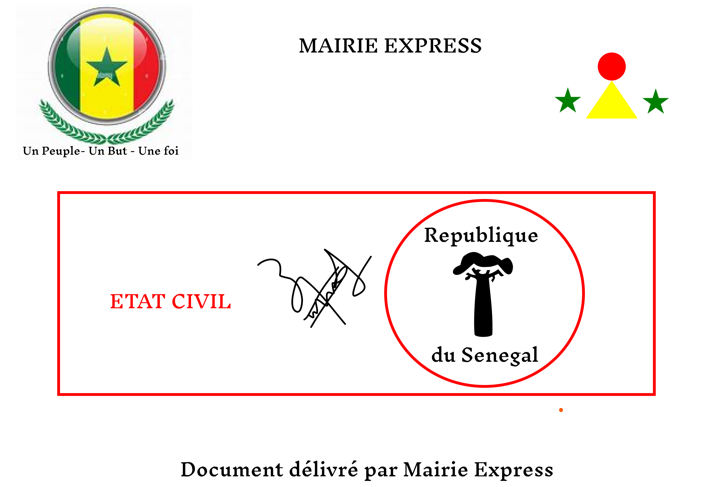 MAIRIE EXPRESS
Un Peuple- Un But - Une foi
Republique
ETAT CIVIL
du Senegal
Document délivré par Mairie Express